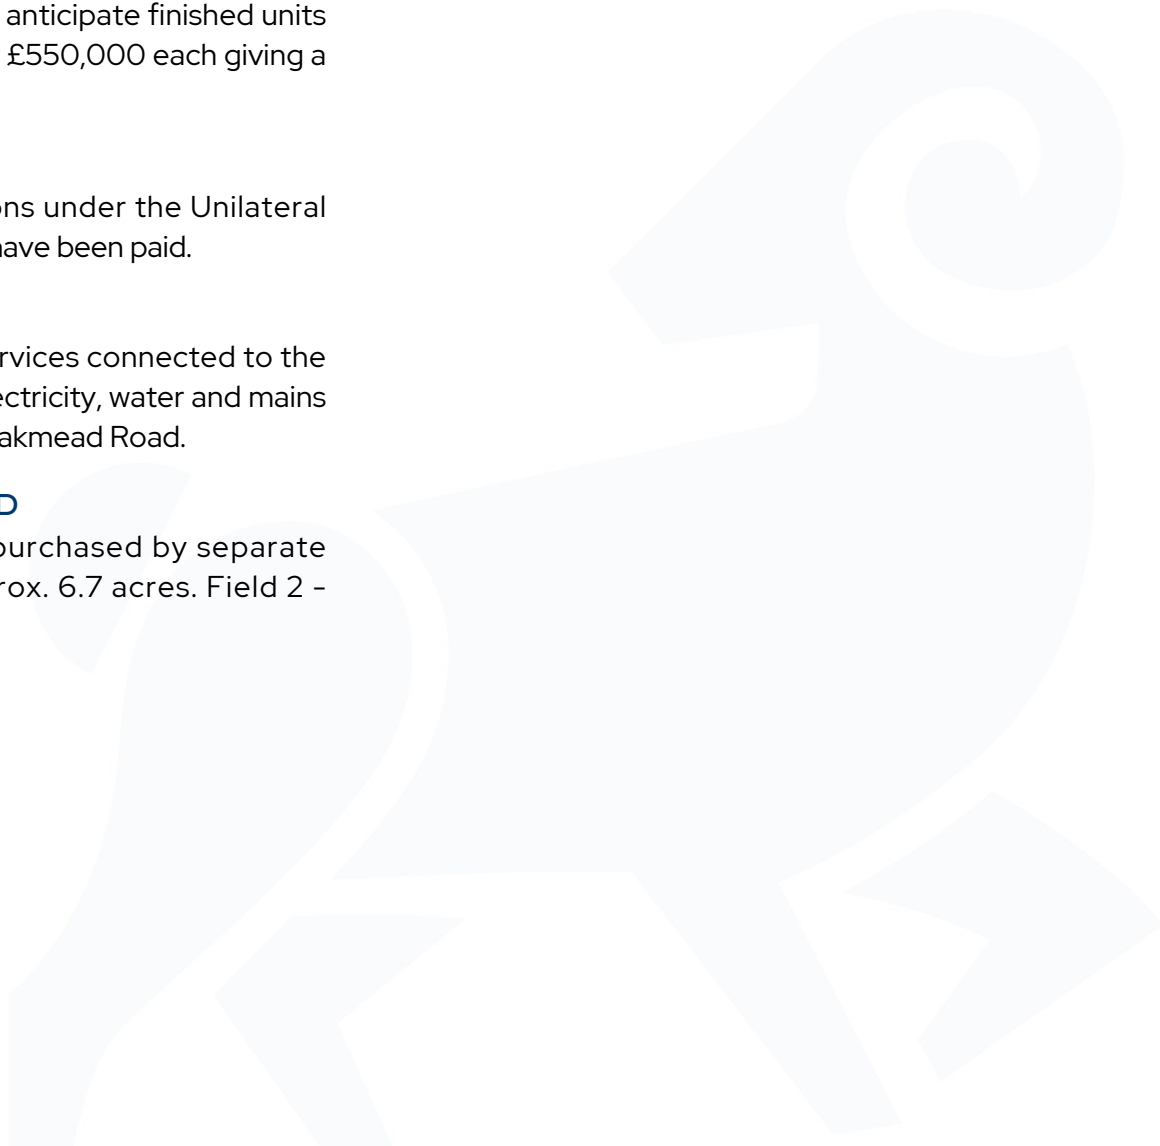 anticipate finished units
£550,000 each giving a
ons under the Unilateral
have been paid.
rvices connected to the
ectricity, water and mains
akmead Road.
D
purchased by separate
rox. 6.7 acres. Field 2 -